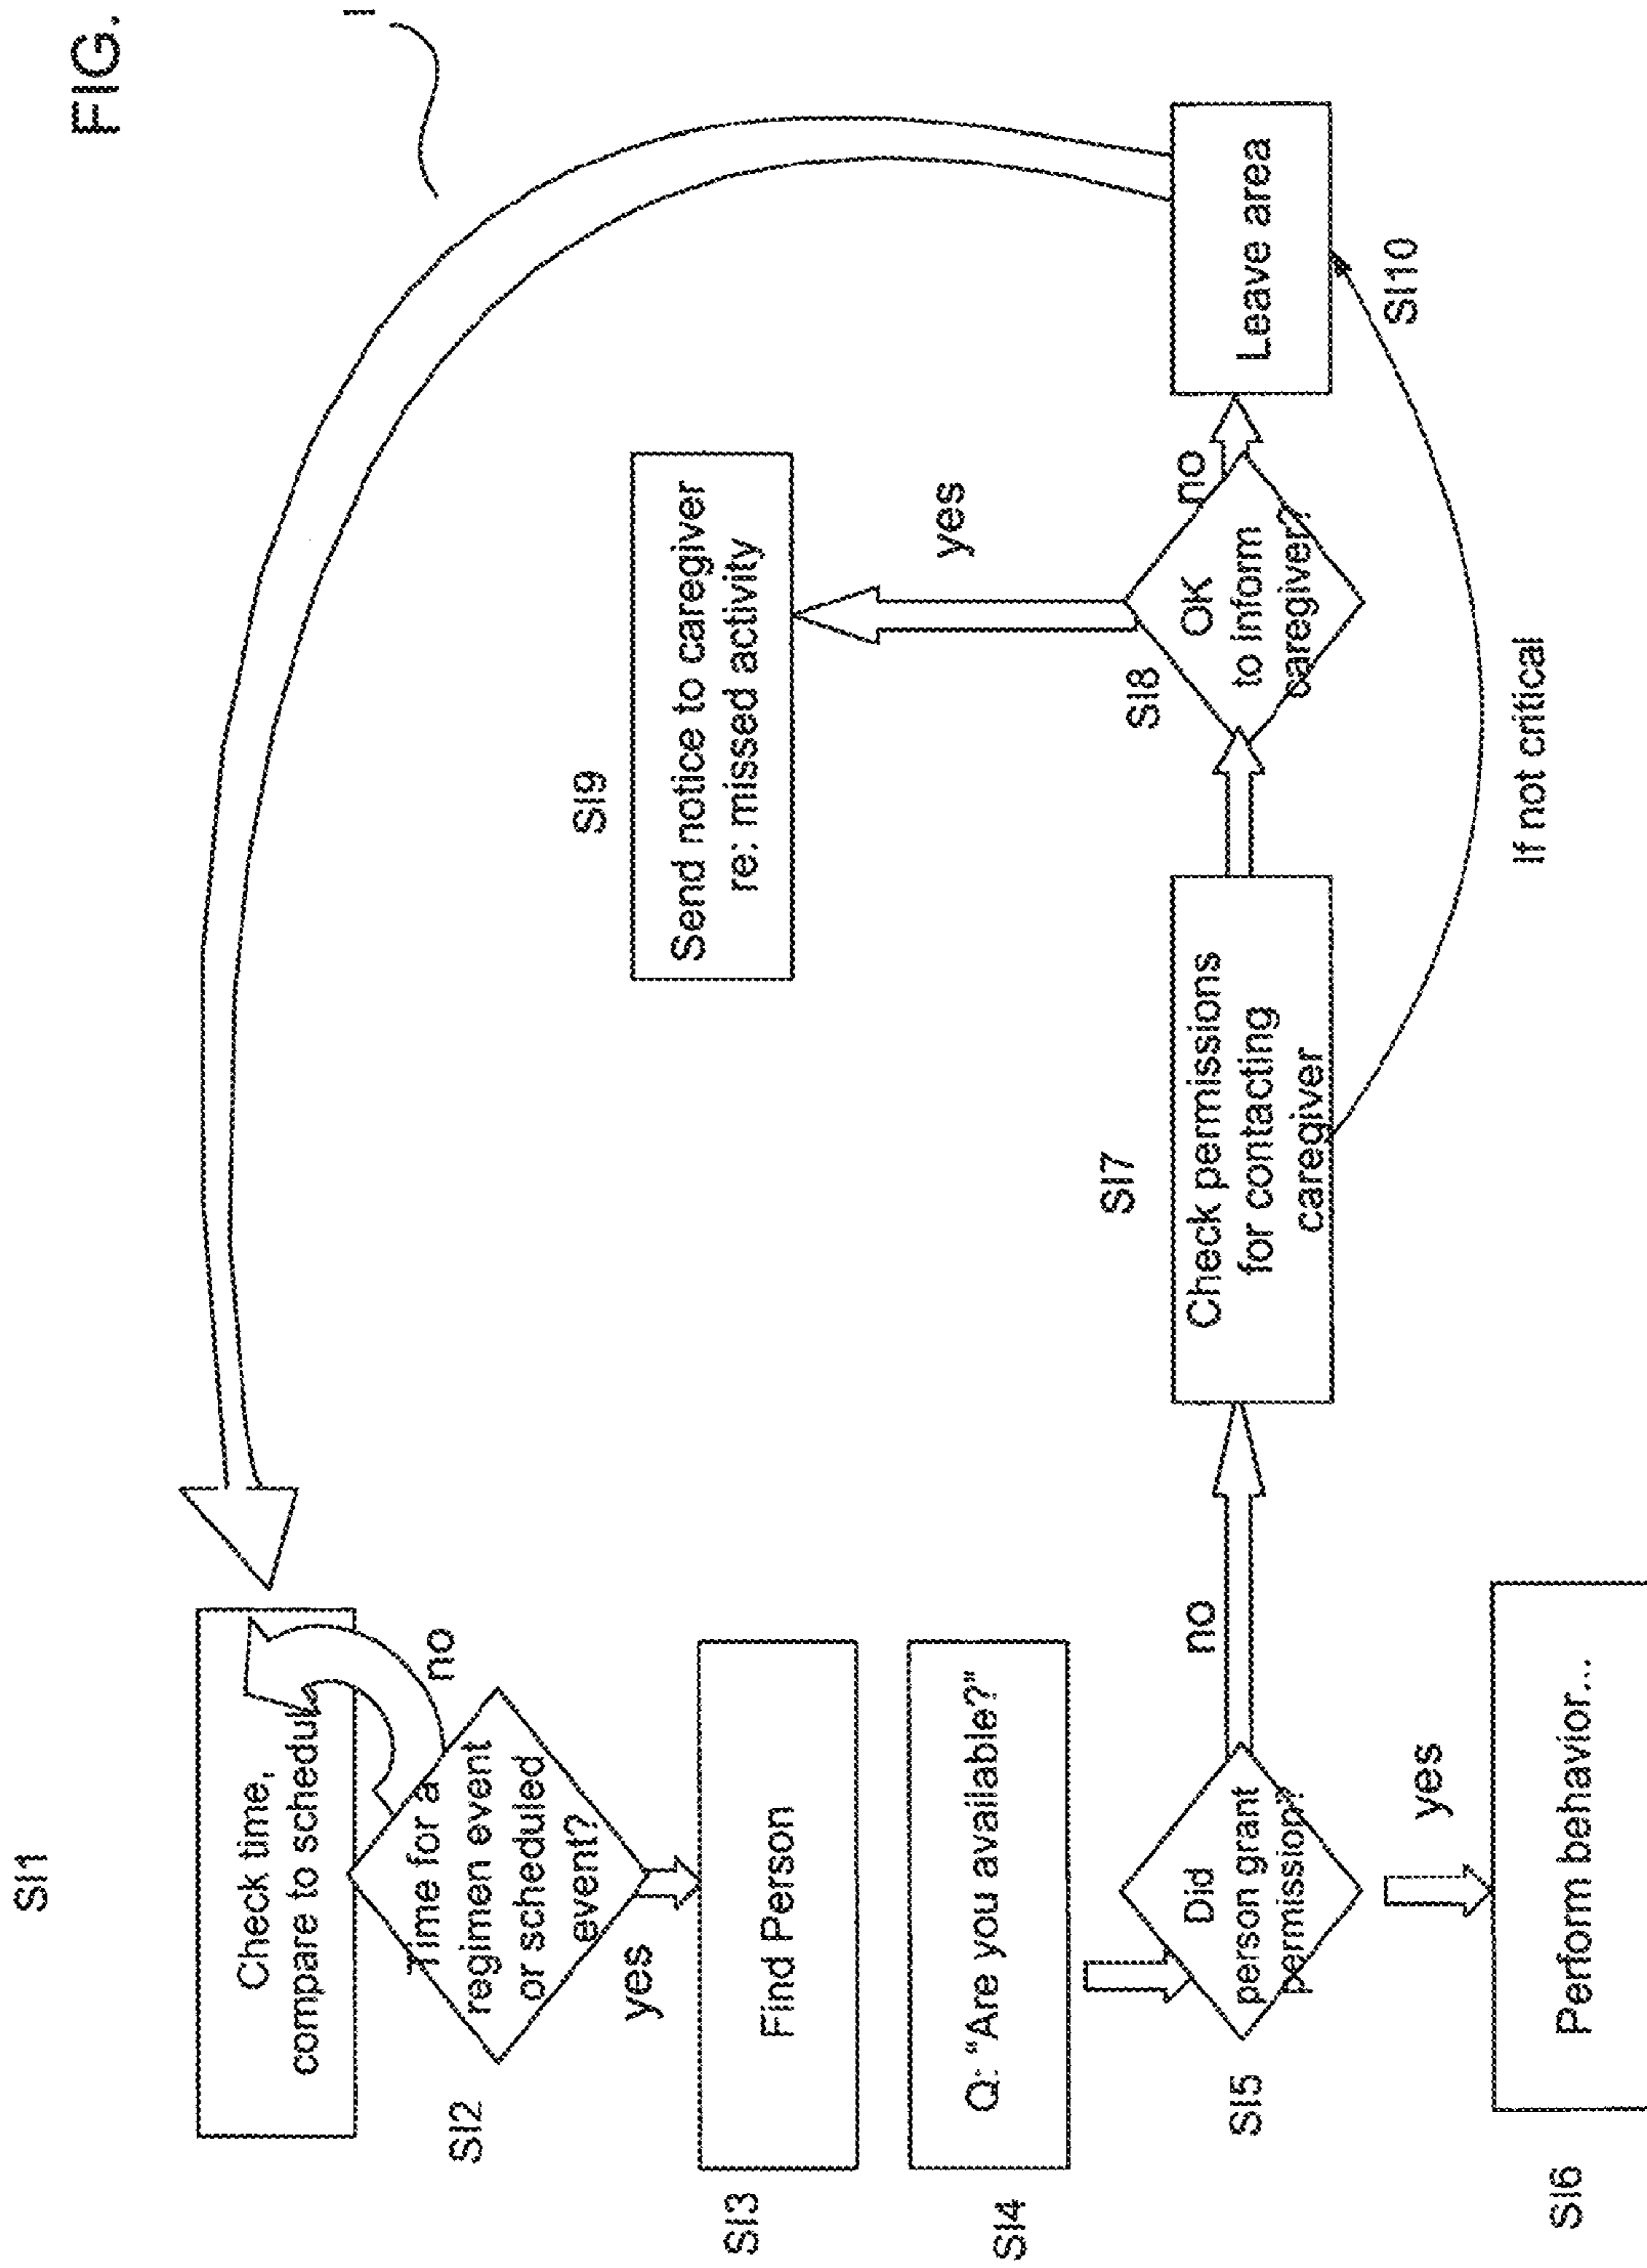 FIG.
I
SI1
Check time,
compare to schedul
SI2
Time for a
regimen event
or scheduled
event?
no
yes
SI3
Find Person
SI4
Q: “Are you available?”
SI5
Did
person grant
permission?
no
yes
SI6
Perform behavior...
SI7
Check permissions
for contacting
caregiver
If not critical
SI8
OK
to inform
caregiver?
yes
no
SI9
Send notice to caregiver
re: missed activity
SI10
Leave area